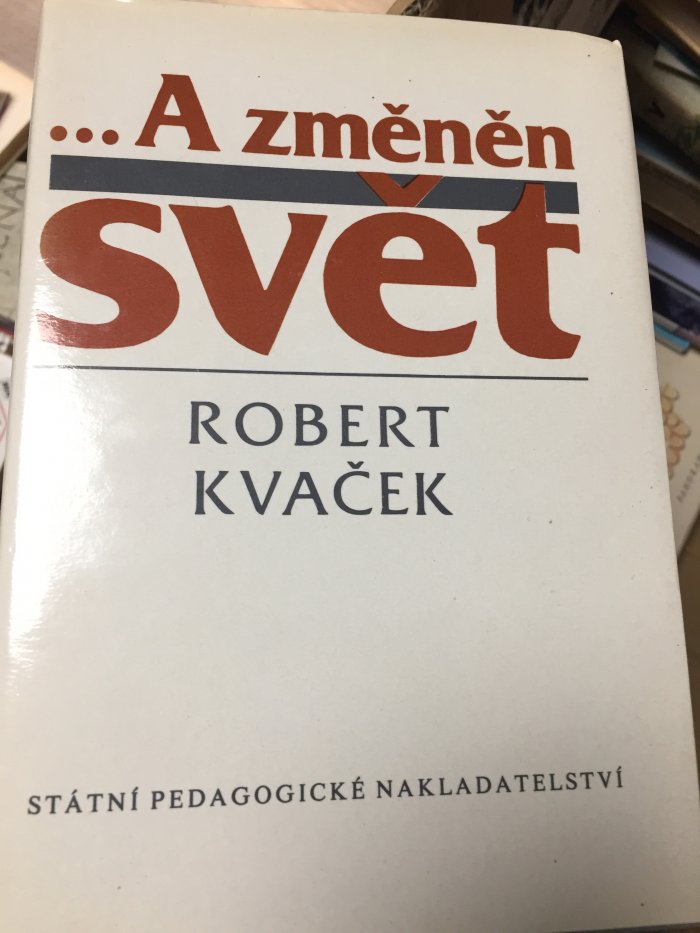 ...A změněn
svět
ROBERT
KVAČEK
STÁTNÍ PEDAGOGICKÉ NAKLADATELSTVÍ